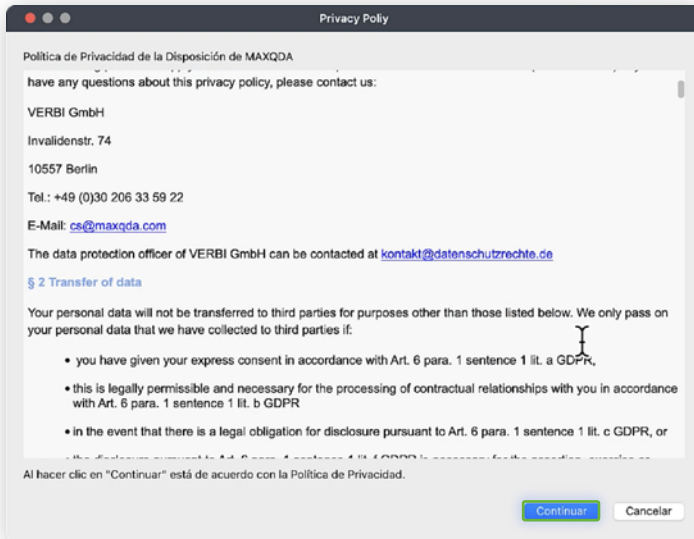 Privacy Poliy
Política de Privacidad de la Disposición de MAXQDA
have any questions about this privacy policy, please contact us:
VERBI GmbH
Invalidenstr. 74
10557 Berlin
Tel.: +49 (0)30 206 33 59 22
E-Mail: cs@maxqda.com
The data protection officer of VERBI GmbH can be contacted at kontakt@datenschutzrechte.de
§ 2 Transfer of data
Your personal data will not be transferred to third parties for purposes other than those listed below. We only pass on
your personal data that we have collected to third parties if:
• you have given your express consent in accordance with Art. 6 para. 1 sentence 1 lit. a GDPR,
• this is legally permissible and necessary for the processing of contractual relationships with you in accordance
with Art. 6 para. 1 sentence 1 lit. b GDPR
• in the event that there is a legal obligation for disclosure pursuant to Art. 6 para. 1 sentence 1 lit. c GDPR, or
Al hacer clic en "Continuar" está de acuerdo con la Política de Privacidad.
Continuar Cancelar